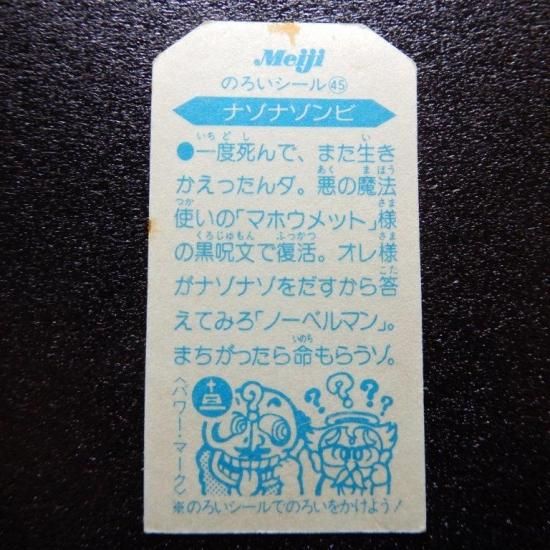 Meiji
のろいシール㊺
ナゾナゾンビ
●一度死んで、また生き
かえったんダ。悪の魔法
使いの「マホウメット」様
の黒呪文で復活。オレ様
がナゾナゾをだすから答
えてみろ「ノーベルマン」。
まちがったら命もらうゾ。
〈パワー・マーク〉
? ? ? ?
※のろいシールでのろいをかけよう!